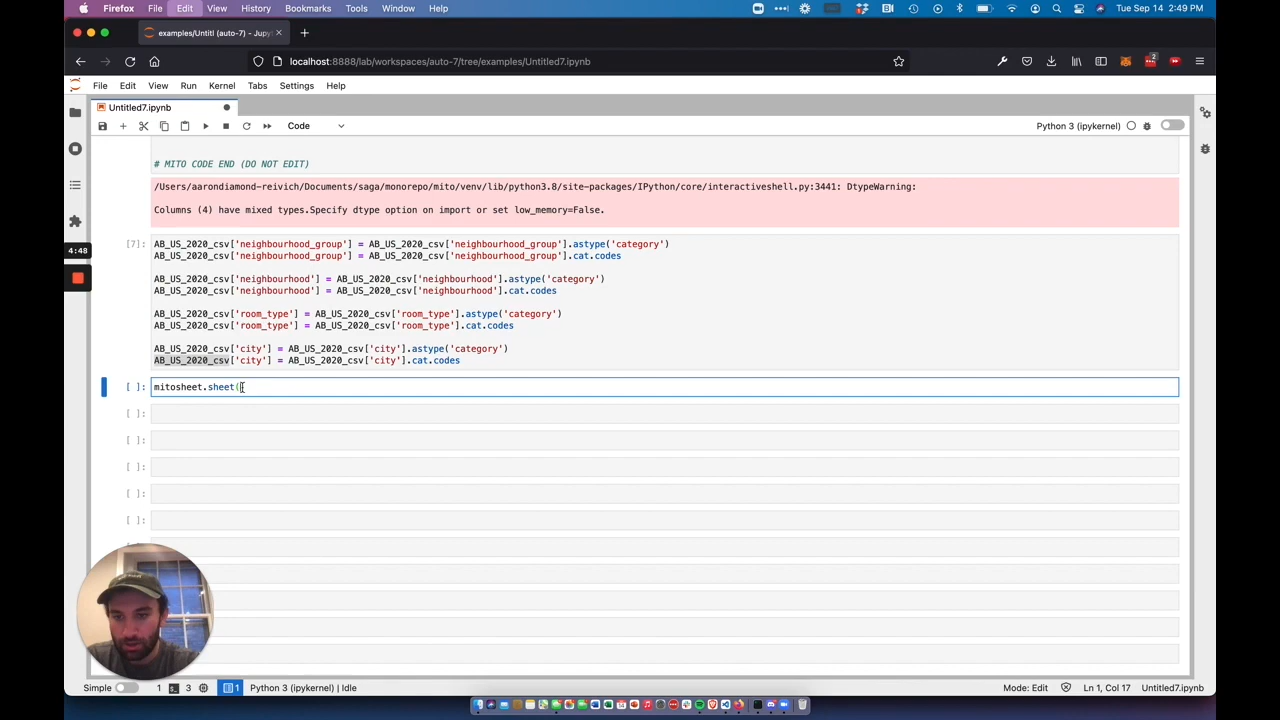 Firefox File Edit View History Bookmarks Tools Window Help Tue Sep 14 2:49 PM
examples/Untitl (auto-7) - Jupyt
localhost:8888/lab/workspaces/auto-7/tree/examples/Untitled7.ipynb
2
File Edit View Run Kernel Tabs Settings Help
Untitled7.ipynb
Code Python 3 (ipykernel)
# MITO CODE END (DO NOT EDIT)
/Users/aarondiamond-reivich/Documents/saga/monorepo/mito/venv/lib/python3.8/site-packages/IPython/core/interactiveshell.py:3441: DtypeWarning:
Columns (4) have mixed types.Specify dtype option on import or set low_memory=False.
4:48
[7]: AB_US_2020_csv['neighbourhood_group'] = AB_US_2020_csv['neighbourhood_group'].astype('category')
AB_US_2020_csv['neighbourhood_group'] = AB_US_2020_csv['neighbourhood_group'].cat.codes
AB_US_2020_csv['neighbourhood'] = AB_US_2020_csv['neighbourhood'].astype('category')
AB_US_2020_csv['neighbourhood'] = AB_US_2020_csv['neighbourhood'].cat.codes
AB_US_2020_csv['room_type'] = AB_US_2020_csv['room_type'].astype('category')
AB_US_2020_csv['room_type'] = AB_US_2020_csv['room_type'].cat.codes
AB_US_2020_csv['city'] = AB_US_2020_csv['city'].astype('category')
AB_US_2020_csv['city'] = AB_US_2020_csv['city'].cat.codes
[ ]: mitosheet.sheet(
[ ]:
[ ]:
[ ]:
[ ]:
[ ]:
Simple 1 3 1 Python 3 (ipykernel) | Idle Mode: Edit Ln 1, Col 17 Untitled7.ipynb